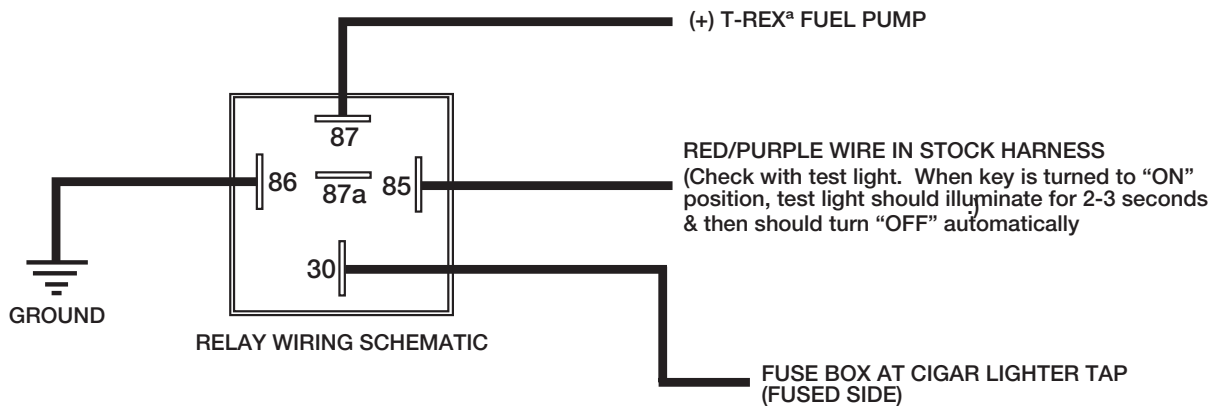 (+) T-REXª FUEL PUMP
87
RED/PURPLE WIRE IN STOCK HARNESS
(Check with test light.  When key is turned to “ON”
position, test light should illuminate for 2-3 seconds
& then should turn “OFF” automatically
.)
86
87a
85
30
GROUND
RELAY WIRING SCHEMATIC
FUSE BOX AT CIGAR LIGHTER TAP
(FUSED SIDE)